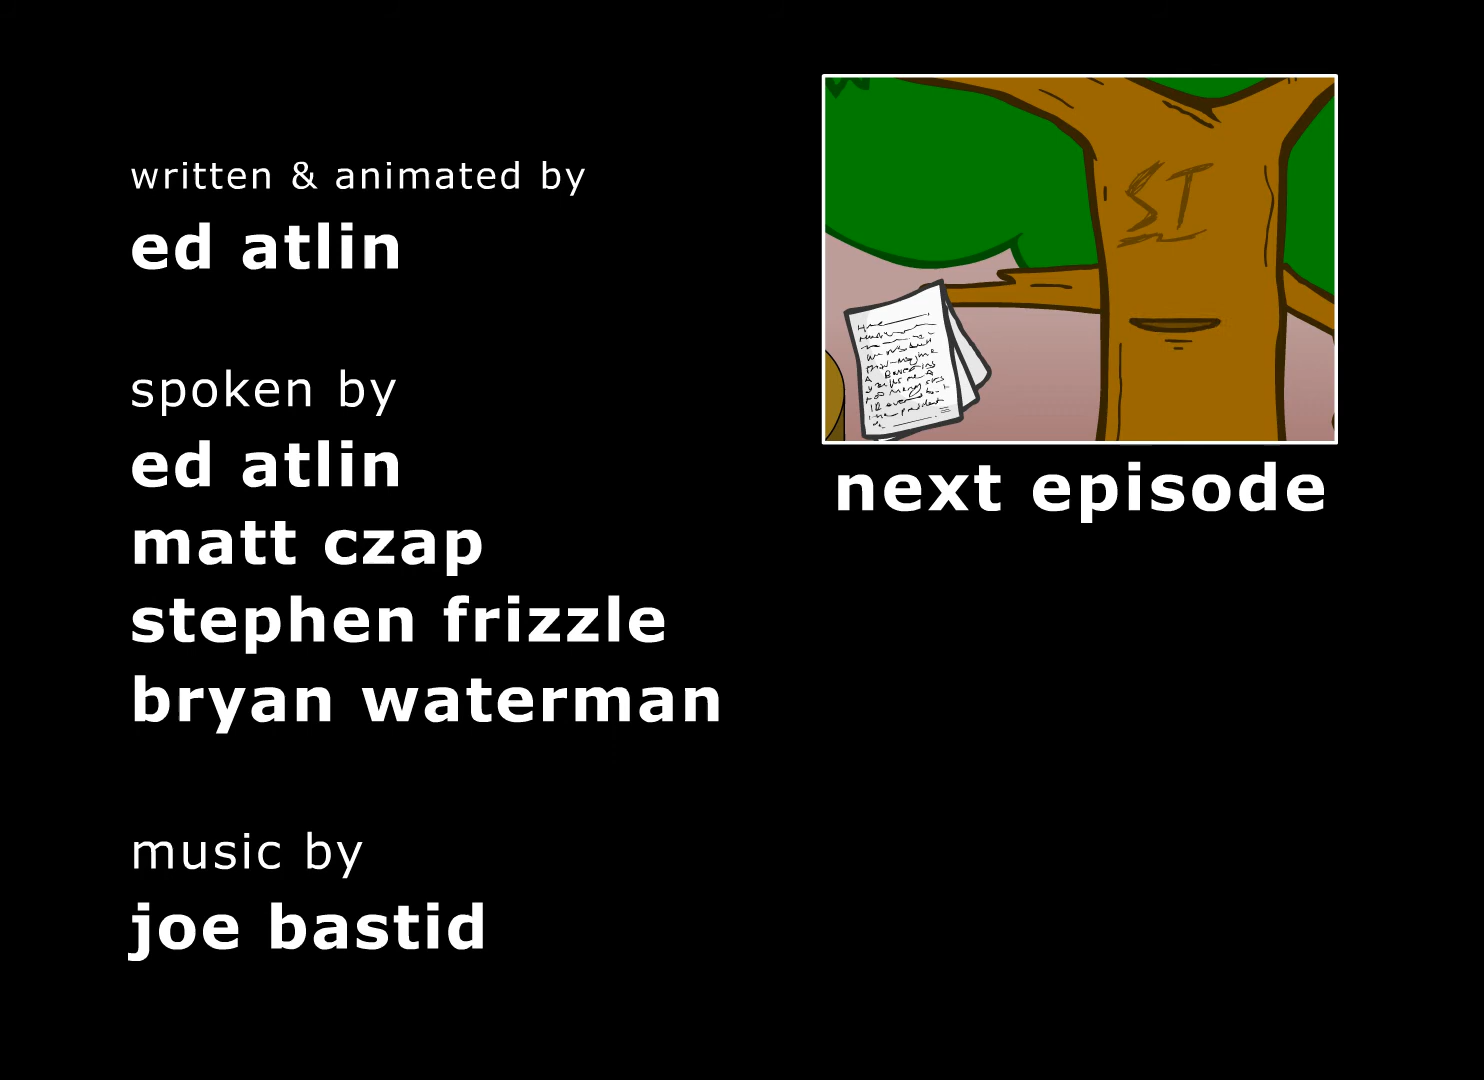 written & animated by
ed atlin
spoken by
ed atlin
matt czap
stephen frizzle
bryan waterman
music by
joe bastid
ST
next episode